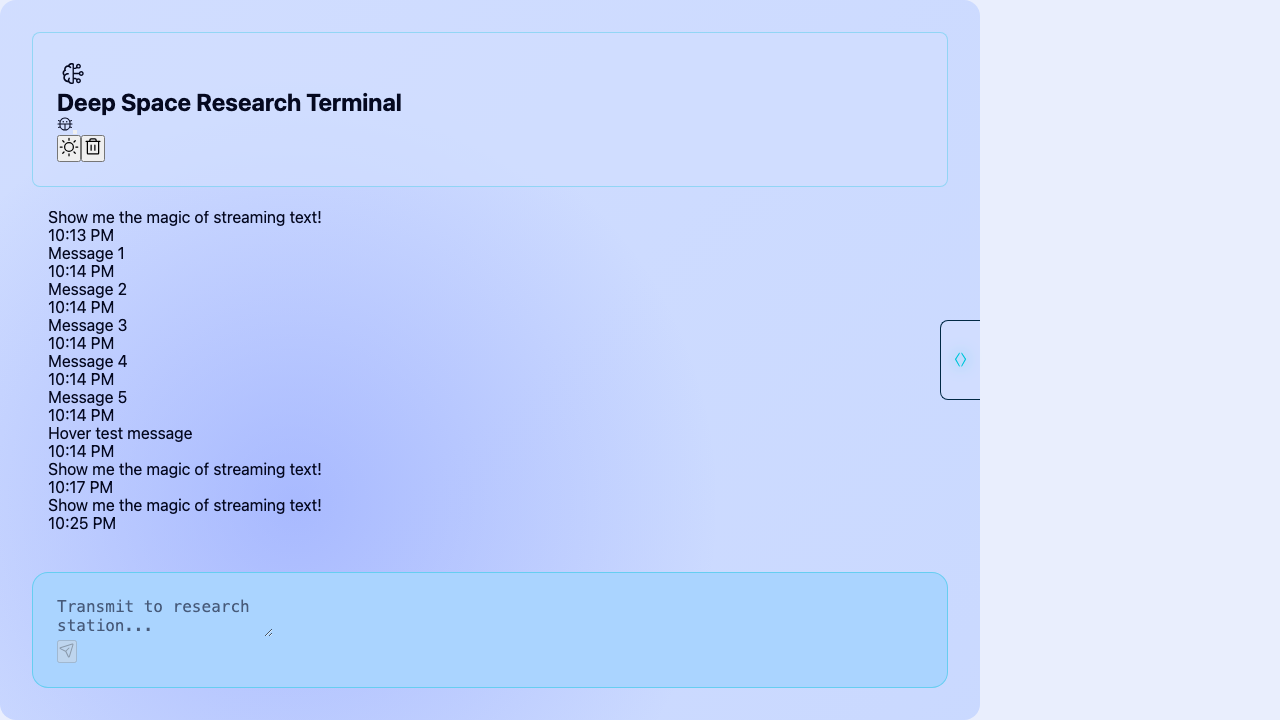 Deep Space Research Terminal
Show me the magic of streaming text!
10:13 PM
Message 1
10:14 PM
Message 2
10:14 PM
Message 3
10:14 PM
Message 4
10:14 PM
Message 5
10:14 PM
Hover test message
10:14 PM
Show me the magic of streaming text!
10:17 PM
Show me the magic of streaming text!
10:25 PM
Transmit to research
station...